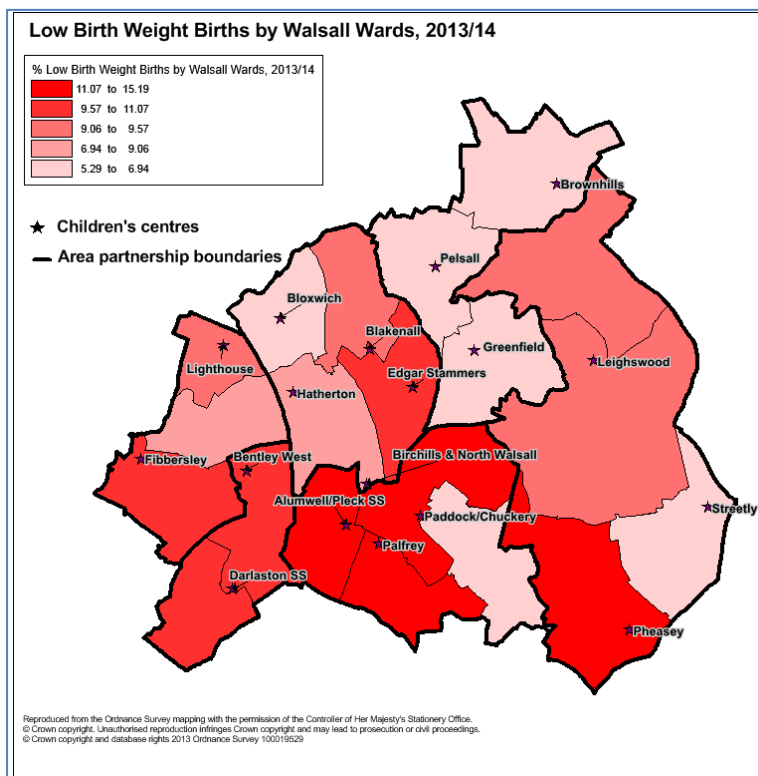 Low Birth Weight Births by Walsall Wards, 2013/14
% Low Birth Weight Births by Walsall Wards, 2013/14
11.07 to 15.19
9.57 to 11.07
9.06 to 9.57
6.94 to 9.06
5.29 to 6.94
Children's centres
Area partnership boundaries
Brownhills
Pelsall
Bloxwich
Blakenall
Greenfield
Leighswood
Lighthouse
Edgar Stammers
Hatherton
Fibbersley
Bentley West
Birchills & North Walsall
Alumwell/Pleck SS
Streetly
Paddock/Chuckery
Palfrey
Darlaston SS
Pheasey
Reproduced from the Ordnance Survey mapping with the permission of the Controller of Her Majesty's Stationery Office.
© Crown copyright. Unauthorised reproduction infringes Crown copyright and may lead to prosecution or civil proceedings.
© Crown copyright and database rights 2013 Ordnance Survey 100019529